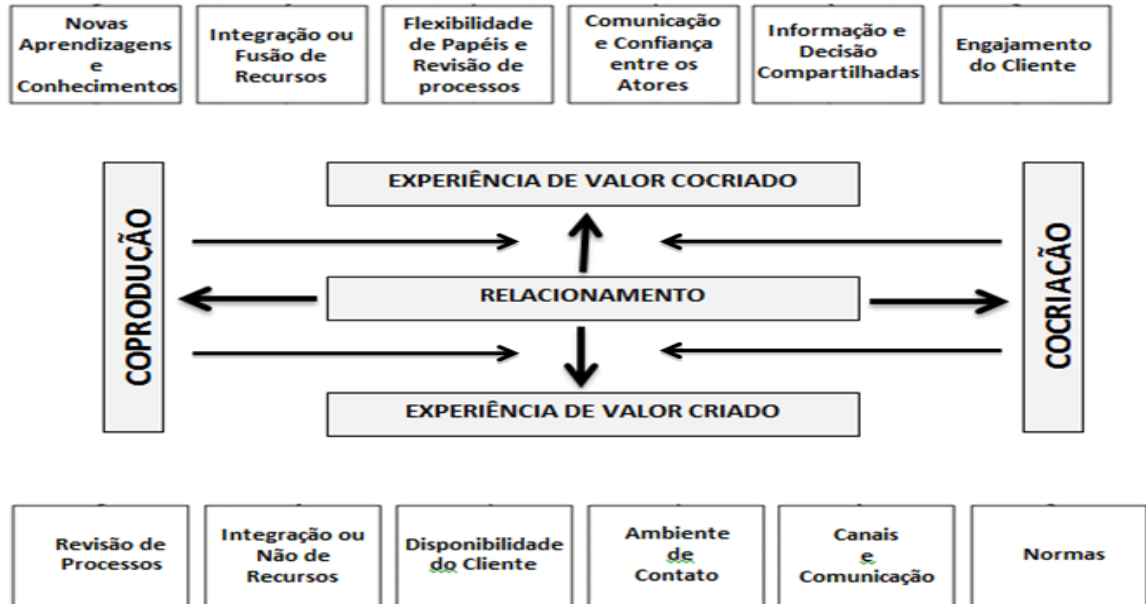 Novas
Aprendizagens
e
Conhecimentos
Integração ou
Fusão de
Recursos
Flexibilidade
de Papéis e
Revisão de
processos
Comunicação
e Confiança
entre os
Atores
Informação e
Decisão
Compartilhadas
Engajamento
do Cliente
EXPERIÊNCIA DE VALOR COCRIADO
COPRODUÇÃO
RELACIONAMENTO
COCRIAÇÃO
EXPERIÊNCIA DE VALOR CRIADO
Revisão de
Processos
Integração ou
Não de
Recursos
Disponibilidade
do Cliente
Ambiente
de
Contato
Canais
e
Comunicação
Normas